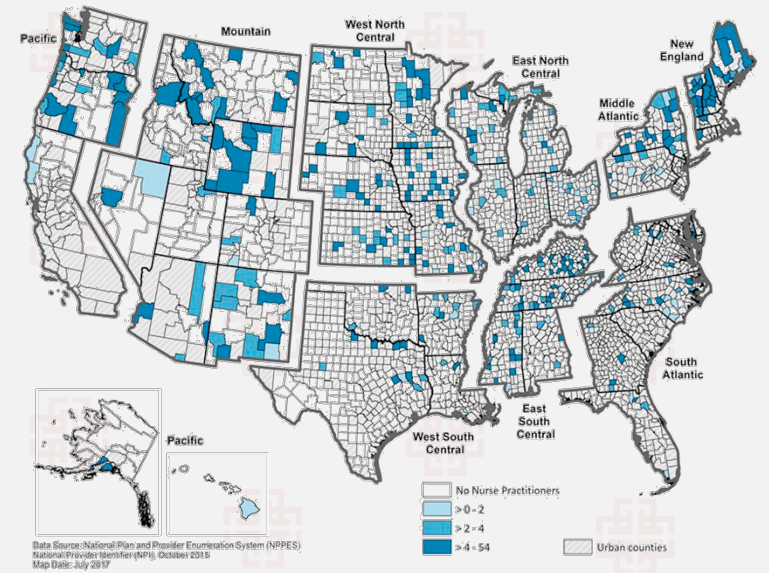 West North
Central
Mountain
Pacific
New
England
East North
Central
Middle
Atlantic
South
Atlantic
East
South
Central
West South
Central
Pacific
No Nurse Practitioners
>0 - 2
>2 - 4
>4 - 54
Urban counties
Data Source: National Plan and Provider Enumeration System (NPPES)
National Provider Identifier (NPI), October 2015
Map Date: July 2017